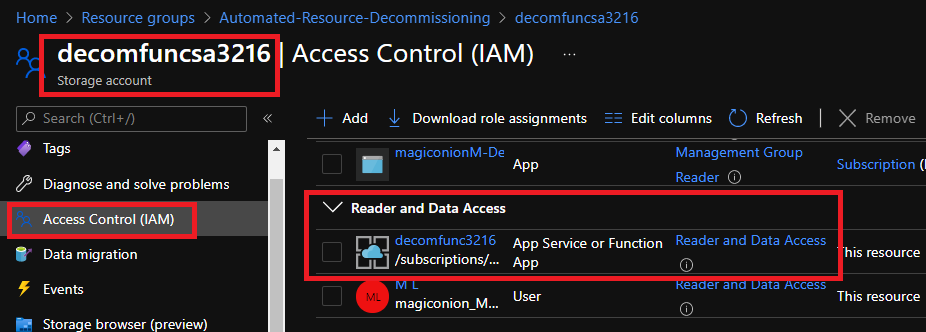 Home > Resource groups > Automated-Resource-Decommissioning > decomfuncsa3216
decomfuncsa3216 | Access Control (IAM) ...
Storage account
Search (Ctrl+/) «
Add Download role assignments Edit columns Refresh Remove
Tags
Diagnose and solve problems
Access Control (IAM)
Data migration
Events
Storage browser (preview)
magiconionM-De App Management Group Subscription (
Reader
Reader and Data Access
decomfunc3216 App Service or Function Reader and Data Access This resource
/subscriptions/... App
M L User Reader and Data Access This resource
ML magiconion_M...